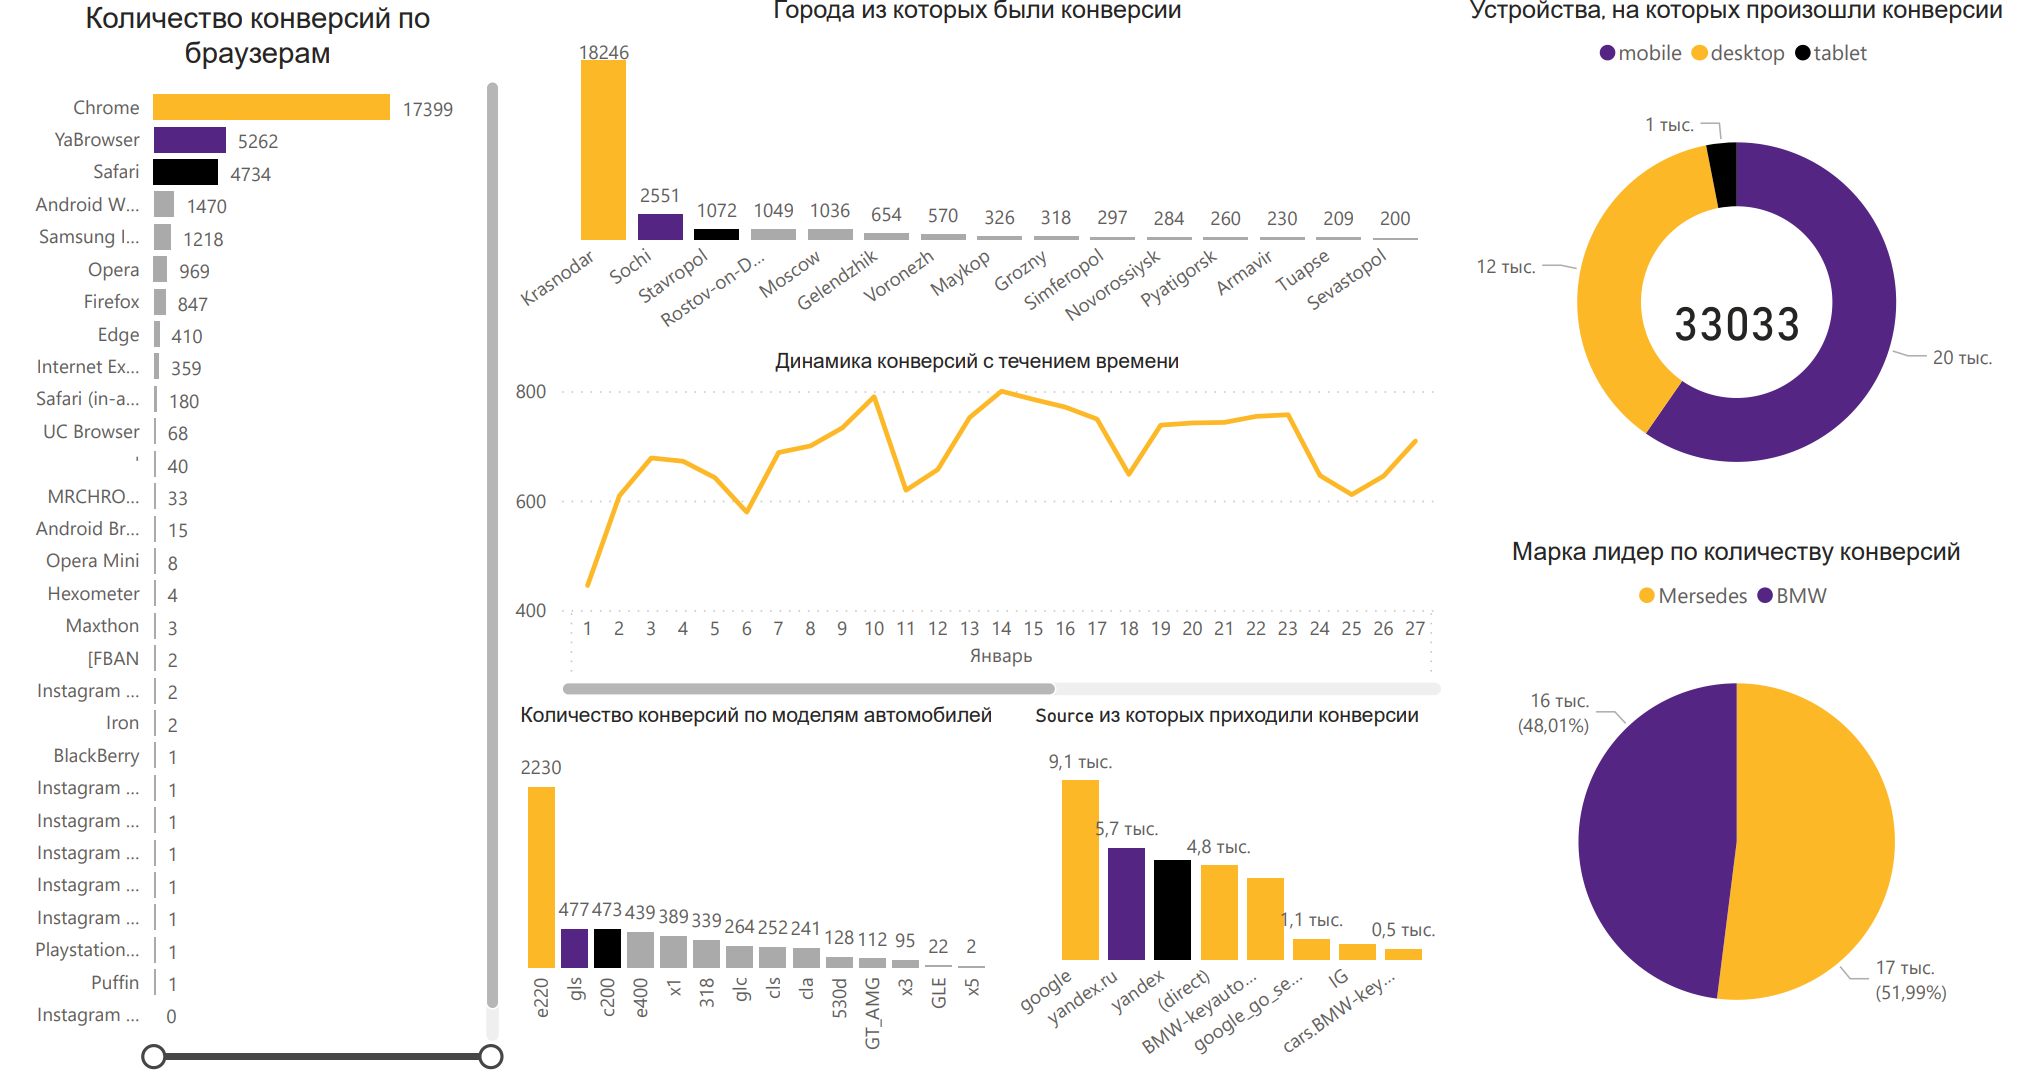 Количество конверсий по
браузерам
Chrome 17399
YaBrowser 5262
Safari 4734
Android W... 1470
Samsung I... 1218
Opera 969
Firefox 847
Edge 410
Internet Ex... 359
Safari (in-a... 180
UC Browser 68
' 40
MRCHRO... 33
Android Br... 15
Opera Mini 8
Hexometer 4
Maxthon 3
[FBAN 2
Instagram ... 2
Iron 2
BlackBerry 1
Instagram ... 1
Instagram ... 1
Instagram ... 1
Instagram ... 1
Instagram ... 1
Playstation... 1
Puffin 1
Instagram ... 0
Города из которых были конверсии
18246 2551 1072 1049 1036 654 570 326 318 297 284 260 230 209 200
Krasnodar Sochi Stavropol Rostov-on-D... Moscow Gelendzhik Voronezh Maykop Grozny Simferopol Novorossiysk Pyatigorsk Armavir Tuapse Sevastopol
Динамика конверсий с течением времени
800
600
400
1 2 3 4 5 6 7 8 9 10 11 12 13 14 15 16 17 18 19 20 21 22 23 24 25 26 27
Январь
Количество конверсий по моделям автомобилей
2230 477 473 439 389 339 264 252 241 128 112 95 22 2
e220 gls c200 e400 x1 318 glc cls cla 530d GT_AMG x3 GLE x5
Source из которых приходили конверсии
9,1 тыс. 5,7 тыс. 4,8 тыс. 1,1 тыс. 0,5 тыс.
google yandex.ru yandex (direct) BMW-keyauto... google_go_se... IG cars.BMW-key...
Устройства, на которых произошли конверсии
mobile desktop tablet
1 тыс.
12 тыс.
33033
20 тыс.
Марка лидер по количеству конверсий
Mersedes BMW
16 тыс.
(48,01%)
17 тыс.
(51,99%)